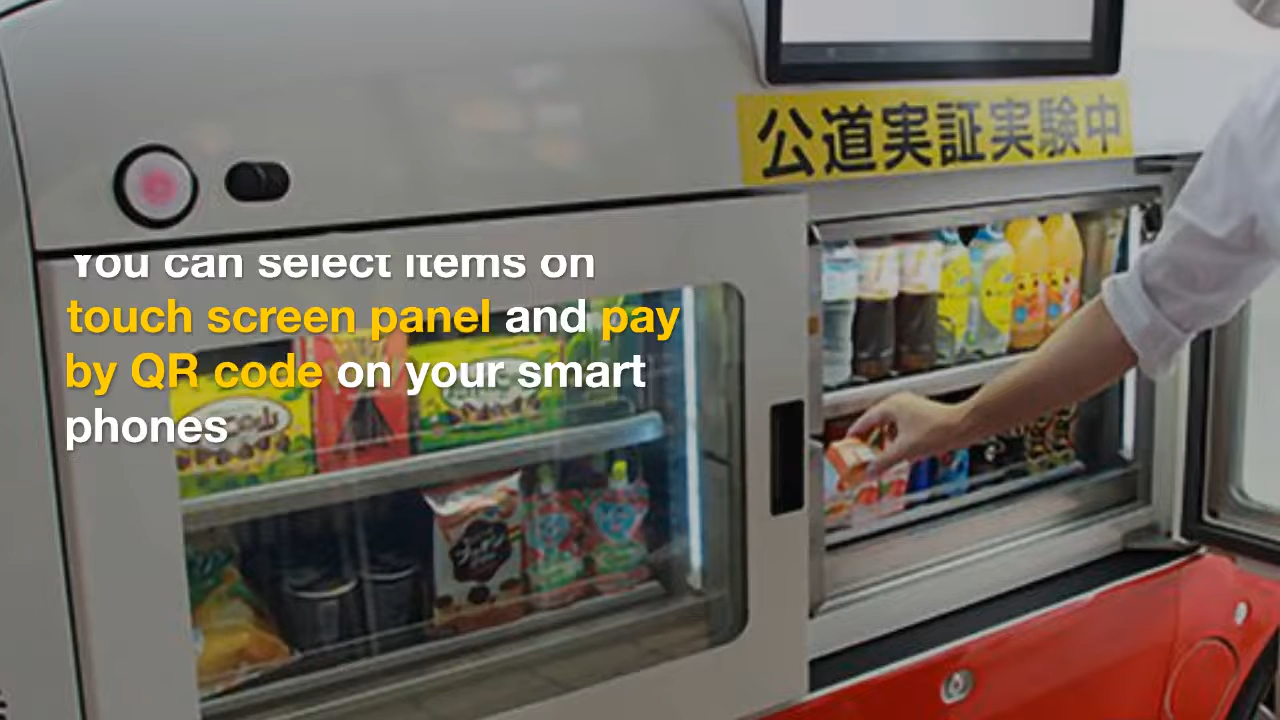 公道実証実験中
You can select items on
touch screen panel and pay
by QR code on your smart
phones